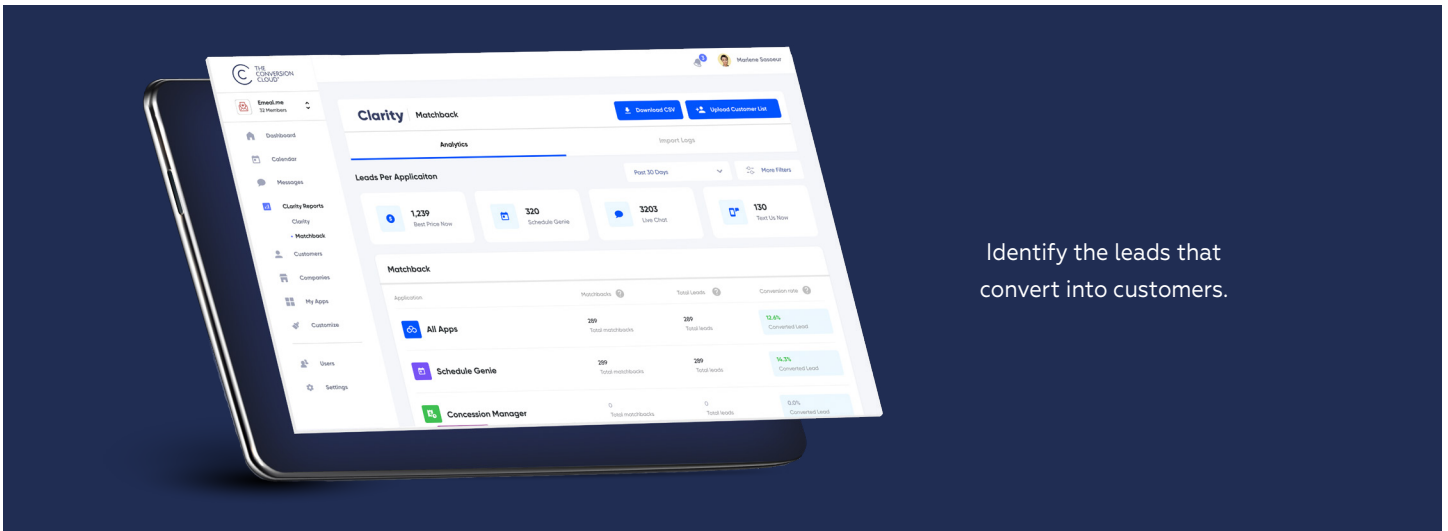 THE
CONVERSION
CLOUD
3
Marlene Sasoeur
Emeal.me
32 Members
Dashboard
Calendar
Messages
CLarity Reports
Clarity
- Matchback
Customers
Companies
My Apps
Customize
Users
Settings
Clarity Matchback
Download CSV
Upload Customer List
Analytics
Import Logs
Leads Per Applicaiton
Past 30 Days
More Filters
1,239
Best Price Now
320
Schedule Genie
3203
Live Chat
130
Text Us Now
Matchback
Application
Matchbacks ?
Total Leads ?
Conversion rate ?
All Apps
289
Total matchbacks
289
Total leads
12.6%
Converted Lead
Schedule Genie
289
Total matchbacks
289
Total leads
14.3%
Converted Lead
Concession Manager
0
Total matchbacks
0
Total leads
0.0%
Converted Lead
Identify the leads that
convert into customers.